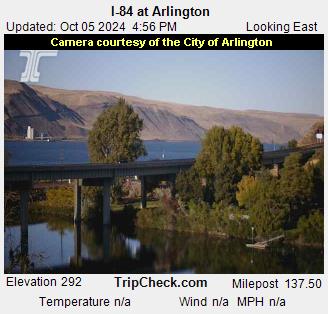 I-84 at Arlington
Updated: Oct 05 2024 4:56 PM Looking East
Camera courtesy of the City of Arlington
Elevation 292 TripCheck.com Milepost 137.50
Temperature n/a Wind n/a MPH n/a